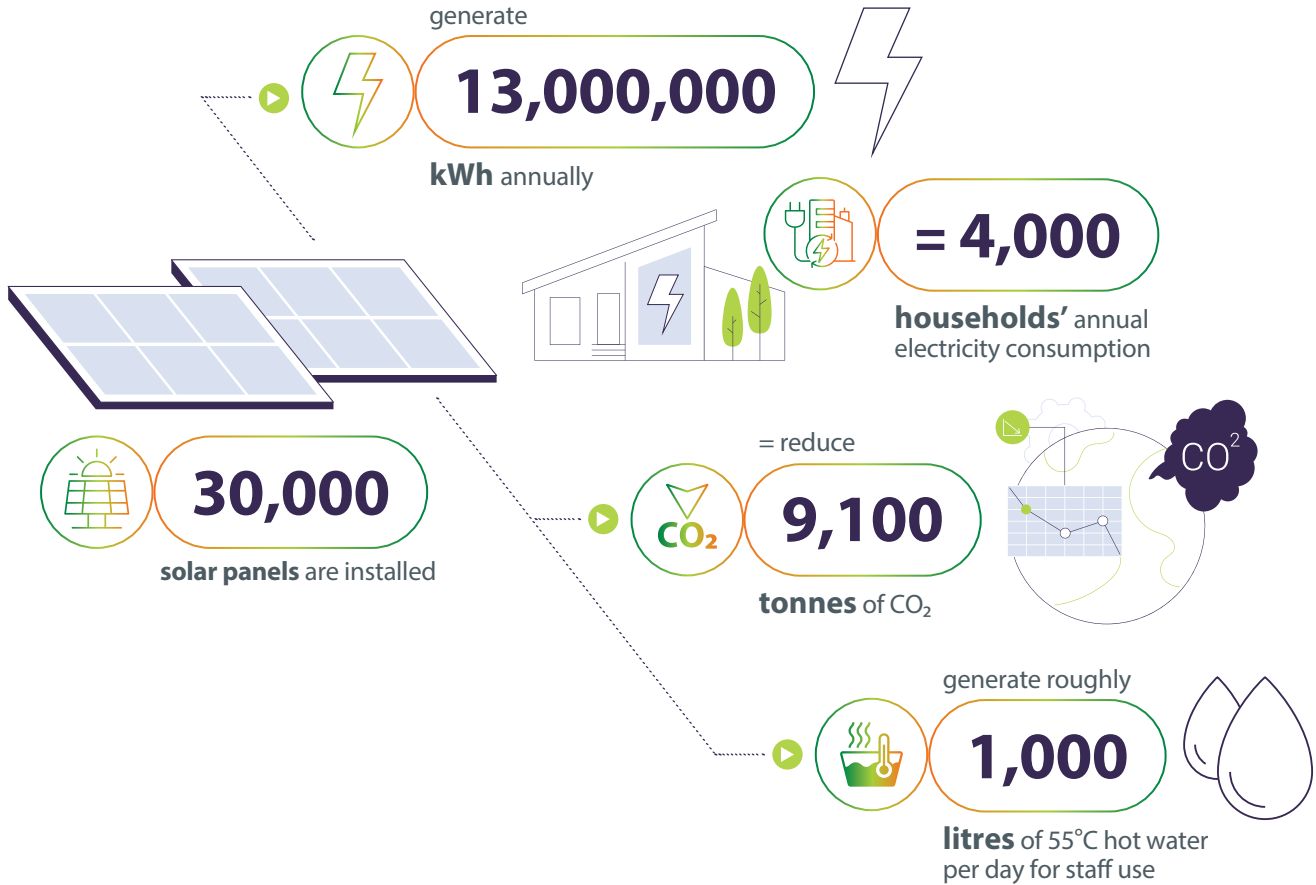 generate
13,000,000
kWh annually
= 4,000
households’ annual
electricity consumption
30,000
solar panels are installed
= reduce
CO₂
9,100
tonnes of CO₂
CO²
generate roughly
1,000
litres of 55°C hot water
per day for staff use